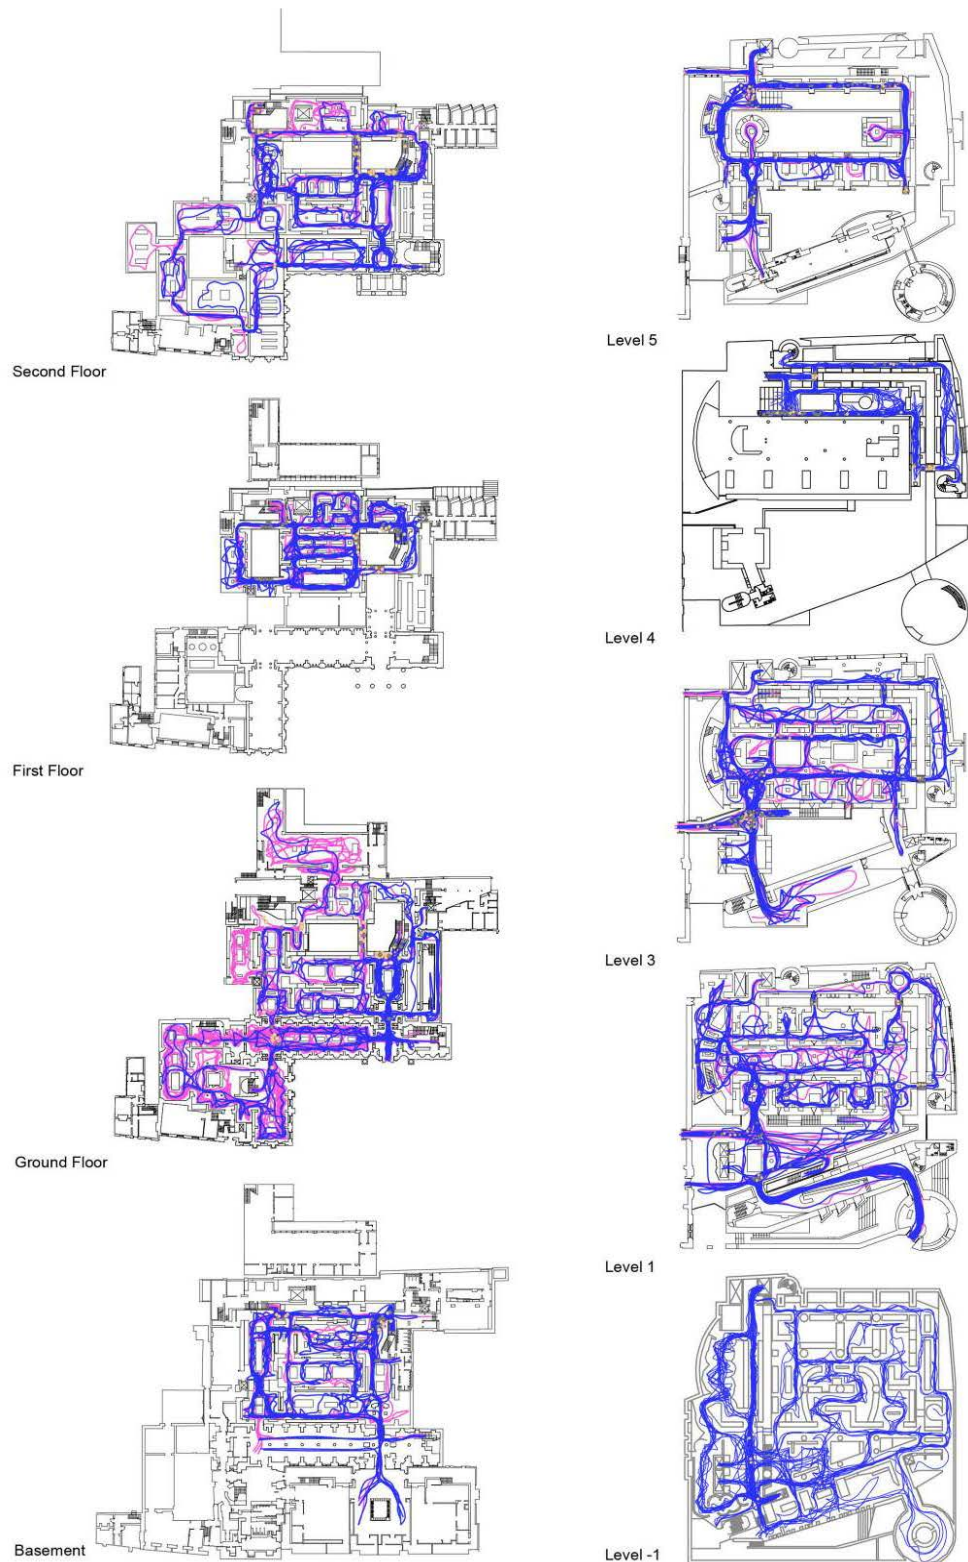 Second Floor
Level 5
First Floor
Level 4
Ground Floor
Level 3
Basement
Level 1
Level -1